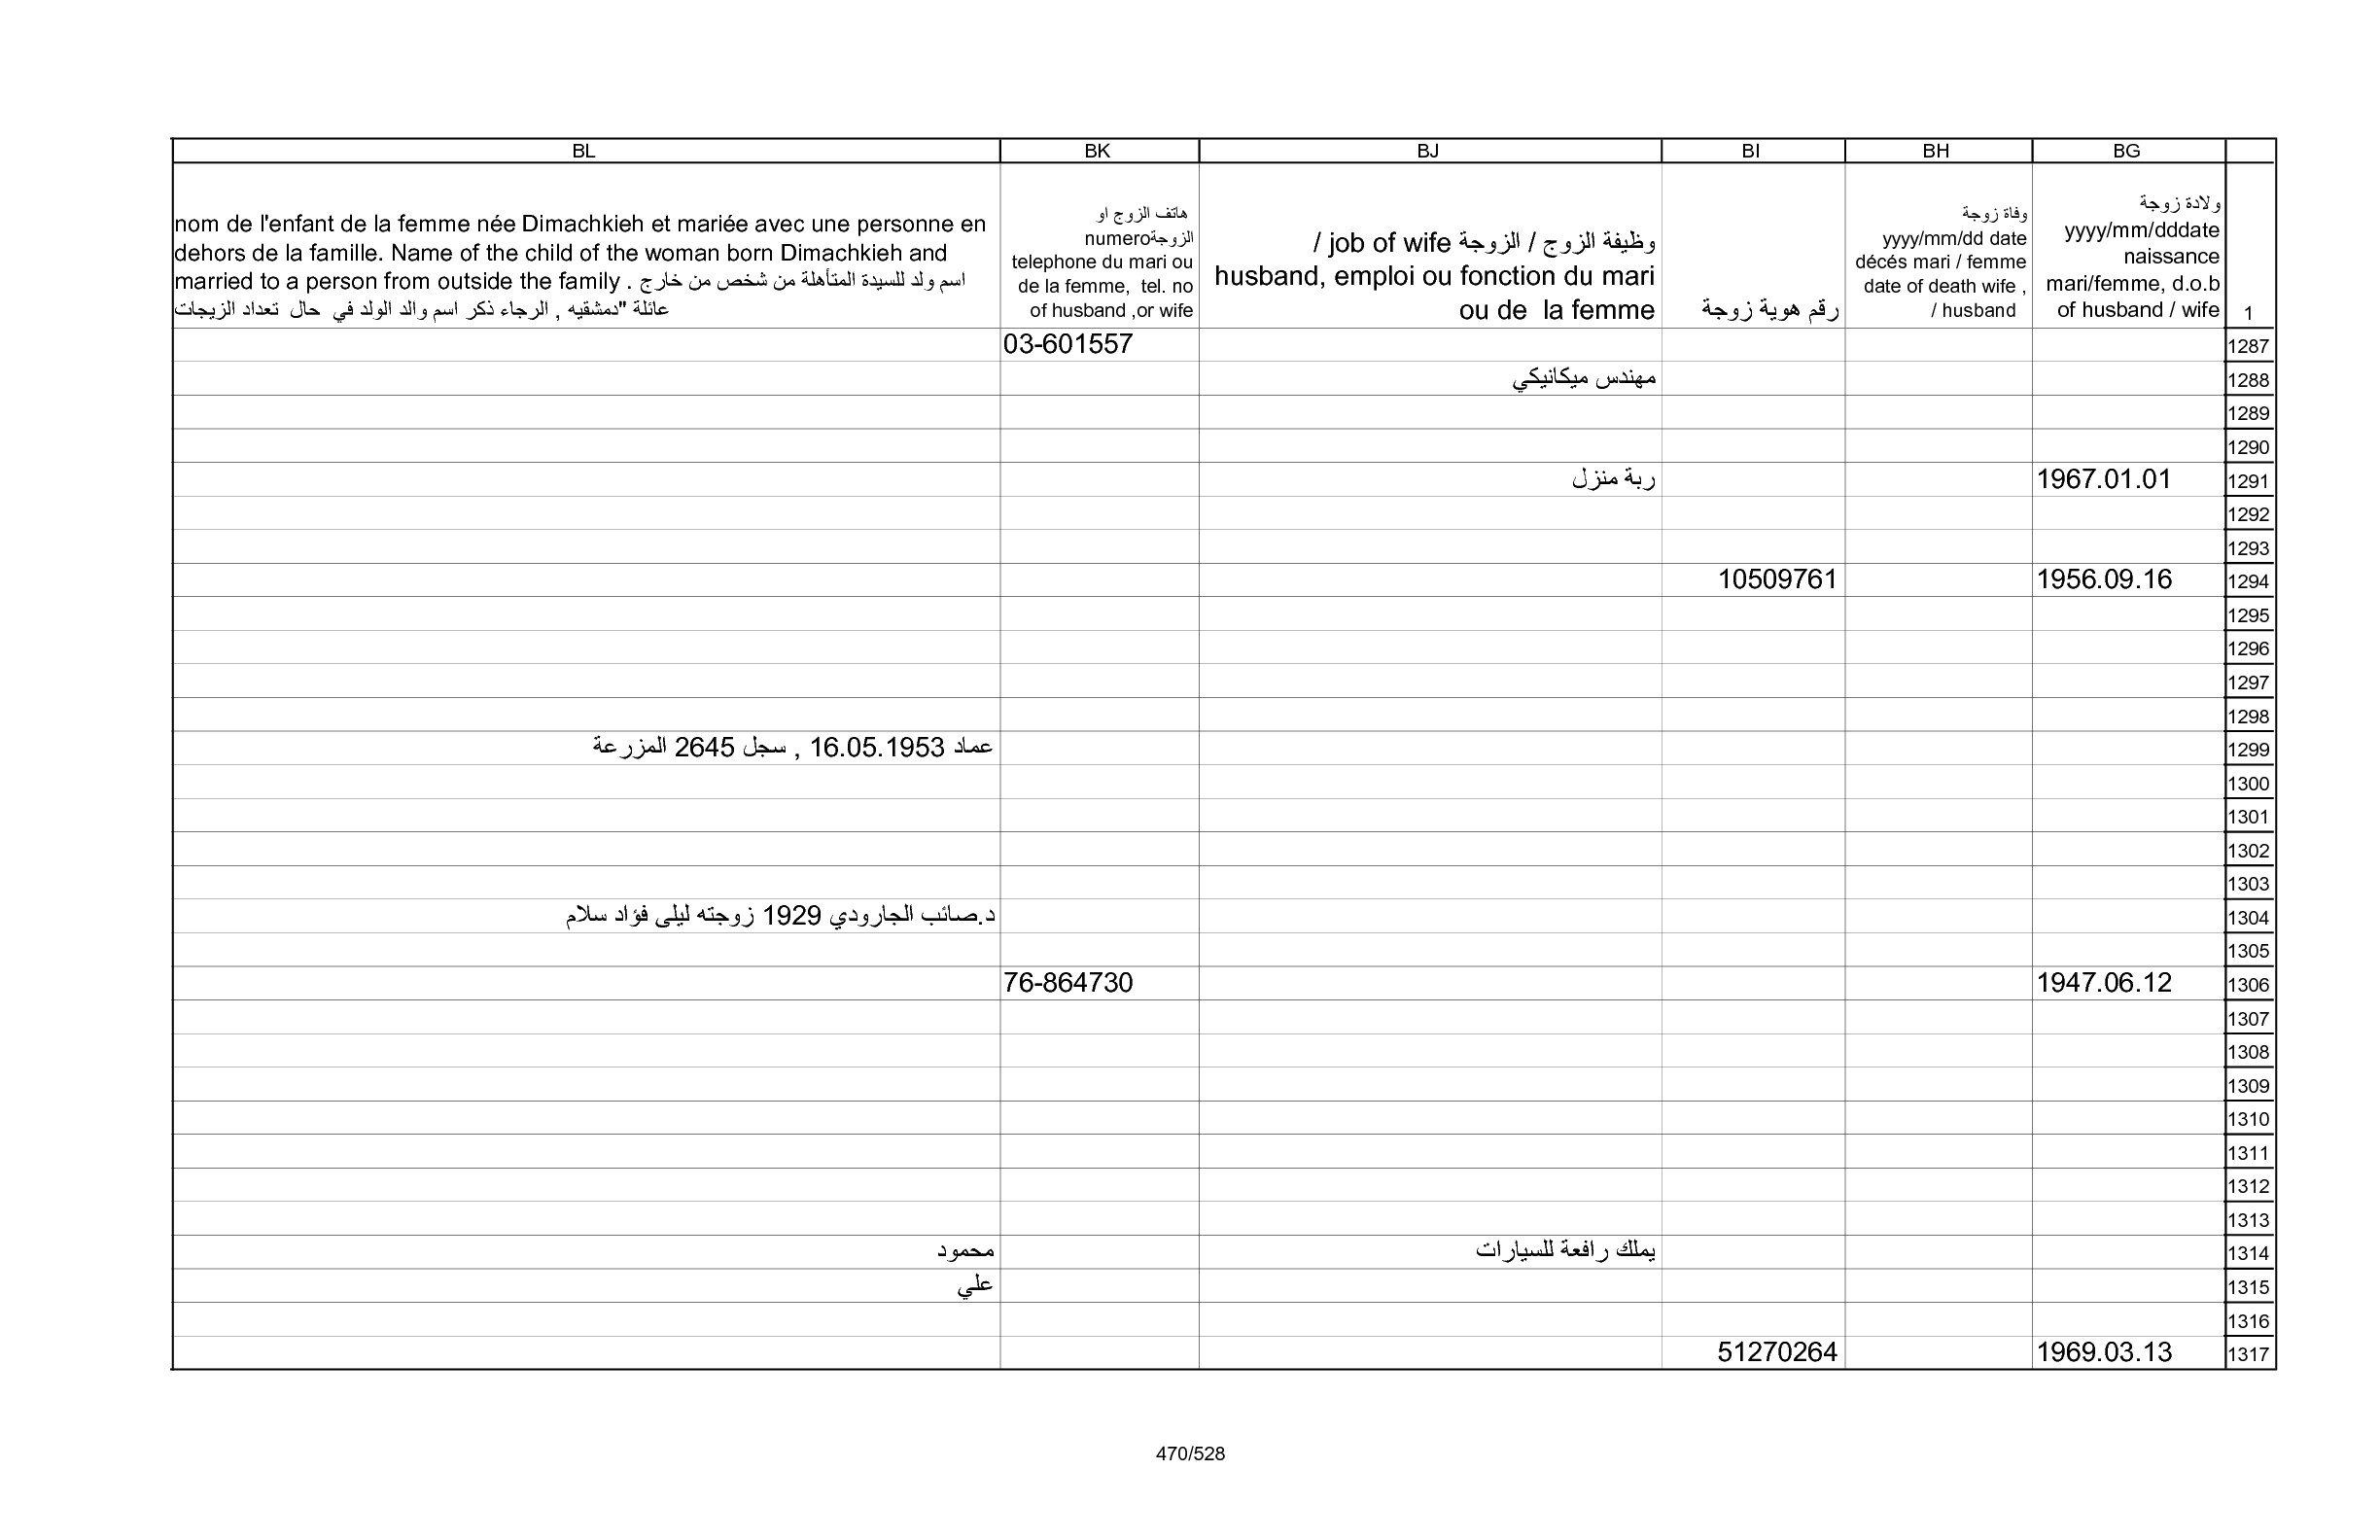 BL BK BJ BI BH BG
nom de l'enfant de la femme née Dimachkieh et mariée avec une personne en
dehors de la famille. Name of the child of the woman born Dimachkieh and
married to a person from outside the family . اسم ولد للسيدة المتأهلة من شخص من خارج
عائلة "دمشقيه , الرجاء ذكر اسم والد الولد في حال تعداد الزيجات
هاتف الزوج او
الزوجةnumero
telephone du mari ou
de la femme, tel. no
of husband ,or wife
وظيفة الزوج / الزوجة job of wife /
husband, emploi ou fonction du mari
ou de la femme
رقم هوية زوجة
وفاة زوجة
yyyy/mm/dd date
décés mari / femme
date of death wife ,
/ husband
ولادة زوجة
yyyy/mm/dddate
naissance
mari/femme, d.o.b
of husband / wife
1
03-601557 1287
مهندس ميكانيكي 1288
1289
1290
ربة منزل 1967.01.01 1291
1292
1293
10509761 1956.09.16 1294
1295
1296
1297
1298
عماد 16.05.1953 , سجل 2645 المزرعة 1299
1300
1301
1302
1303
د.صائب الجارودي 1929 زوجته ليلى فؤاد سلام 1304
1305
76-864730 1947.06.12 1306
1307
1308
1309
1310
1311
1312
1313
محمود يملك رافعة للسيارات 1314
علي 1315
1316
51270264 1969.03.13 1317
470/528